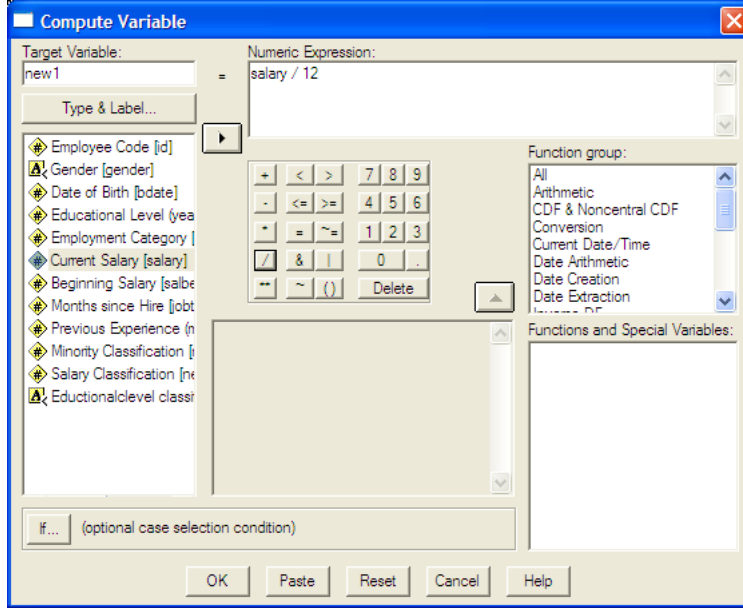 Compute Variable
Target Variable:
new1
Type & Label...
=
Numeric Expression:
salary / 12
Employee Code [id]
Gender [gender]
Date of Birth [bdate]
Educational Level (yea
Employment Category [
Current Salary [salary]
Beginning Salary [salbe
Months since Hire [jobt
Previous Experience (n
Minority Classification [
Salary Classification [ne
Eductionalclevel classif
+ < > 7 8 9
- <= >= 4 5 6
* = ~= 1 2 3
/ & | 0 .
** ~ () Delete
Function group:
All
Arithmetic
CDF & Noncentral CDF
Conversion
Current Date/Time
Date Arithmetic
Date Creation
Date Extraction
Inverse DF
Functions and Special Variables:
If... (optional case selection condition)
OK Paste Reset Cancel Help